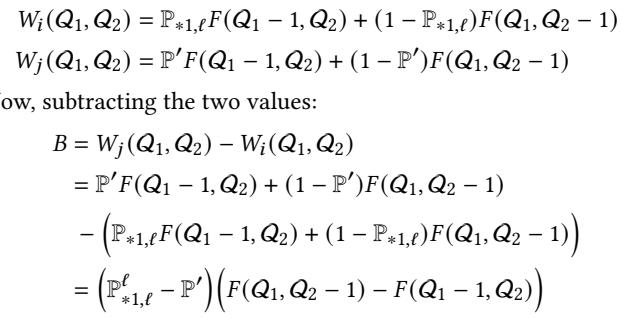 W_i(𝒬_1, 𝒬_2) = ℙ_{∗1,ℓ}F(𝒬_1 − 1, 𝒬_2) + (1 − ℙ_{∗1,ℓ})F(𝒬_1, 𝒬_2 − 1)
W_j(𝒬_1, 𝒬_2) = ℙ′F(𝒬_1 − 1, 𝒬_2) + (1 − ℙ′)F(𝒬_1, 𝒬_2 − 1)
ow, subtracting the two values:
B = W_j(𝒬_1, 𝒬_2) − W_i(𝒬_1, 𝒬_2)
= ℙ′F(𝒬_1 − 1, 𝒬_2) + (1 − ℙ′)F(𝒬_1, 𝒬_2 − 1)
− (ℙ_{∗1,ℓ}F(𝒬_1 − 1, 𝒬_2) + (1 − ℙ_{∗1,ℓ})F(𝒬_1, 𝒬_2 − 1))
= (ℙ^ℓ_{∗1,ℓ} − ℙ′)(F(𝒬_1, 𝒬_2 − 1) − F(𝒬_1 − 1, 𝒬_2))